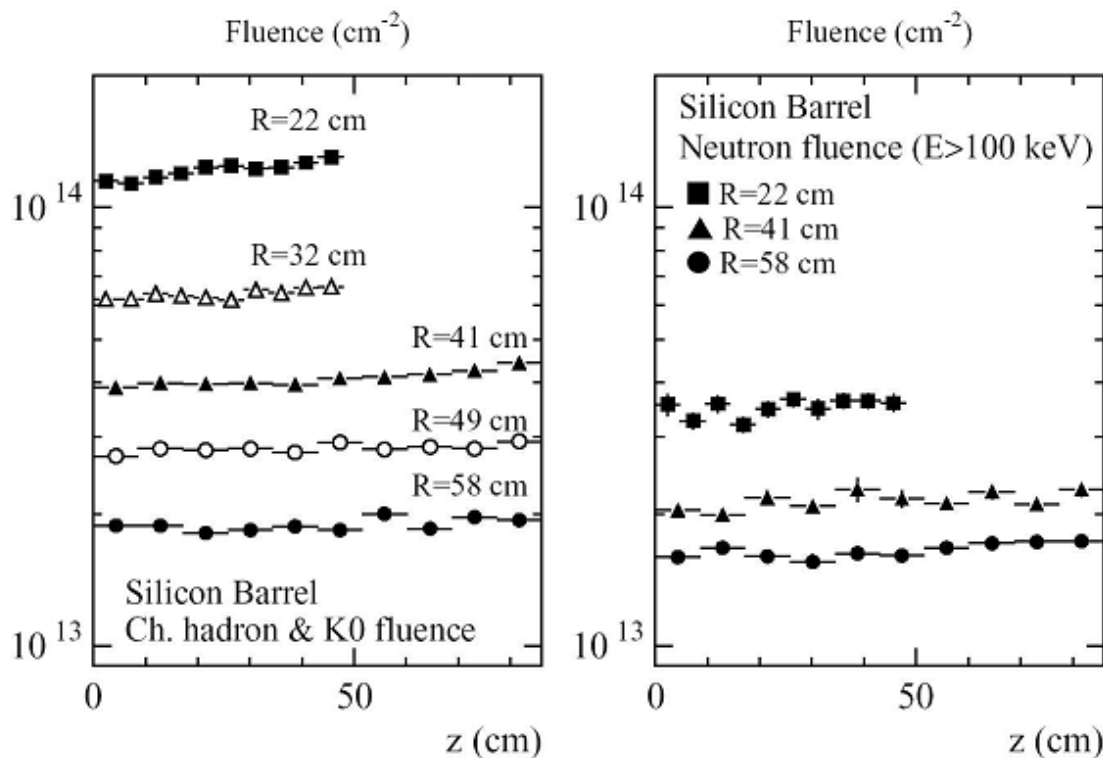 Fluence (cm-2)
10 14
10 13
R=22 cm
R=32 cm
R=41 cm
R=49 cm
R=58 cm
Silicon Barrel
Ch. hadron & K0 fluence
0
50
z (cm)
Fluence (cm-2)
10 14
10 13
Silicon Barrel
Neutron fluence (E>100 keV)
R=22 cm
R=41 cm
R=58 cm
0
50
z (cm)